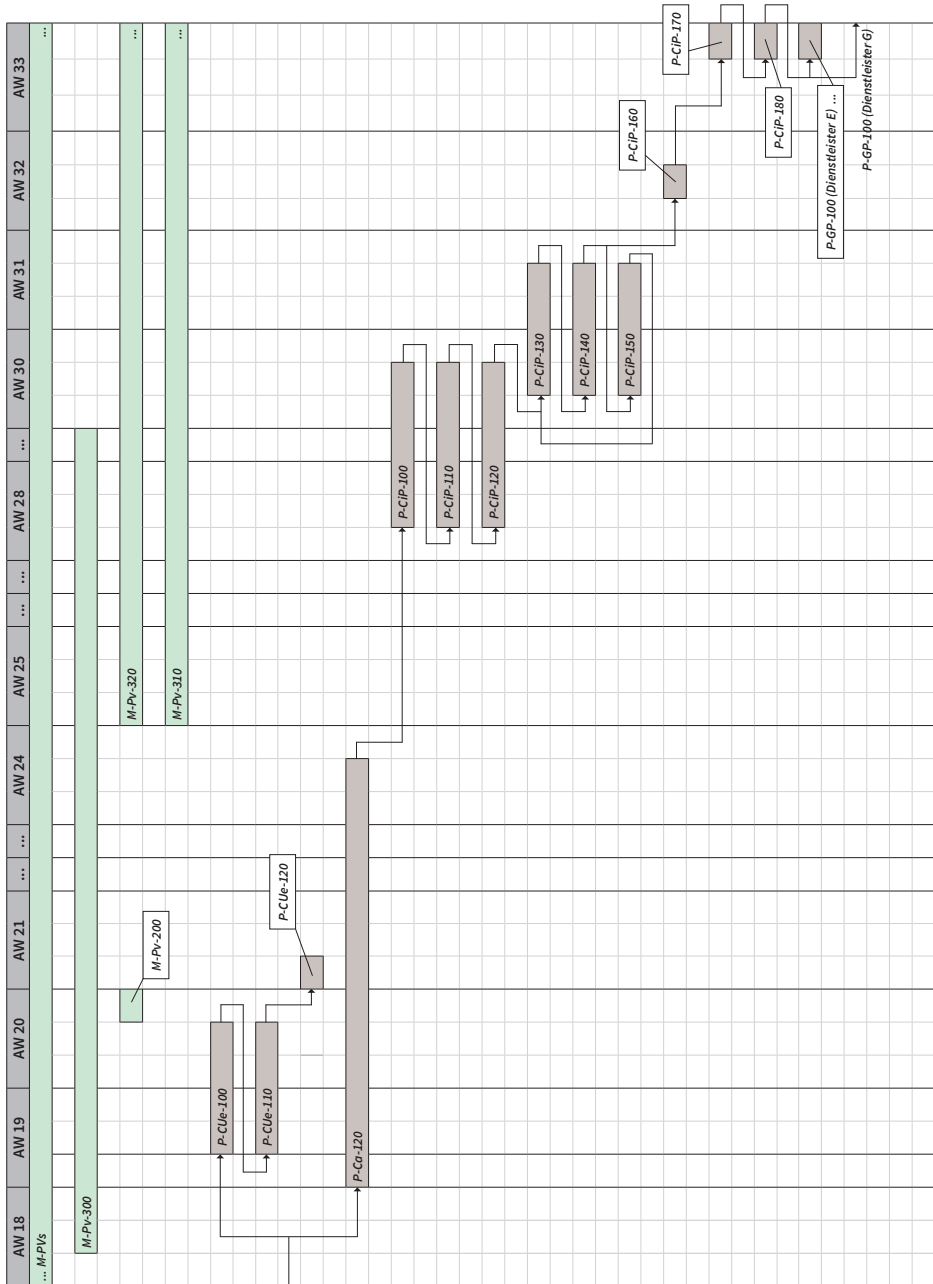 AW 18
AW 19
AW 20
AW 21
...
...
AW 24
AW 25
...
...
AW 28
...
AW 30
AW 31
AW 32
AW 33
... M-PVs
...
M-Pv-300
M-Pv-200
M-Pv-320
...
M-Pv-310
...
P-CUe-100
P-CUe-110
P-CUe-120
P-Ca-120
P-CiP-100
P-CiP-110
P-CiP-120
P-CiP-130
P-CiP-140
P-CiP-150
P-CiP-160
P-CiP-170
P-CiP-180
P-GP-100 (Dienstleister E) ...
P-GP-100 (Dienstleister G)